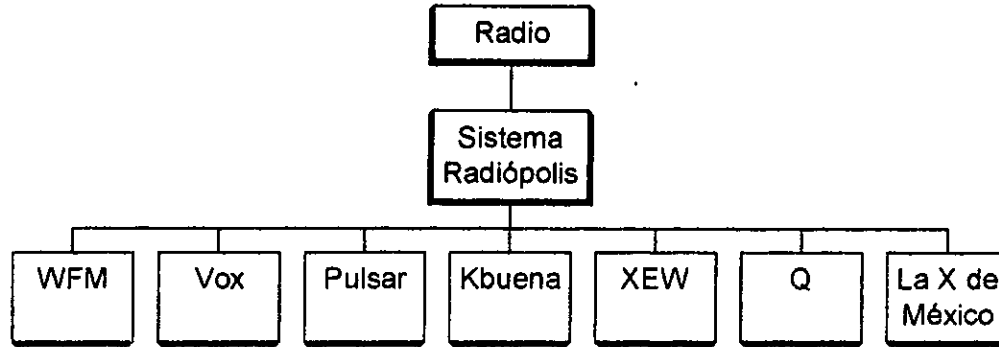 Radio
Sistema
Radiópolis
WFM
Vox
Pulsar
Kbuena
XEW
Q
La X de
México